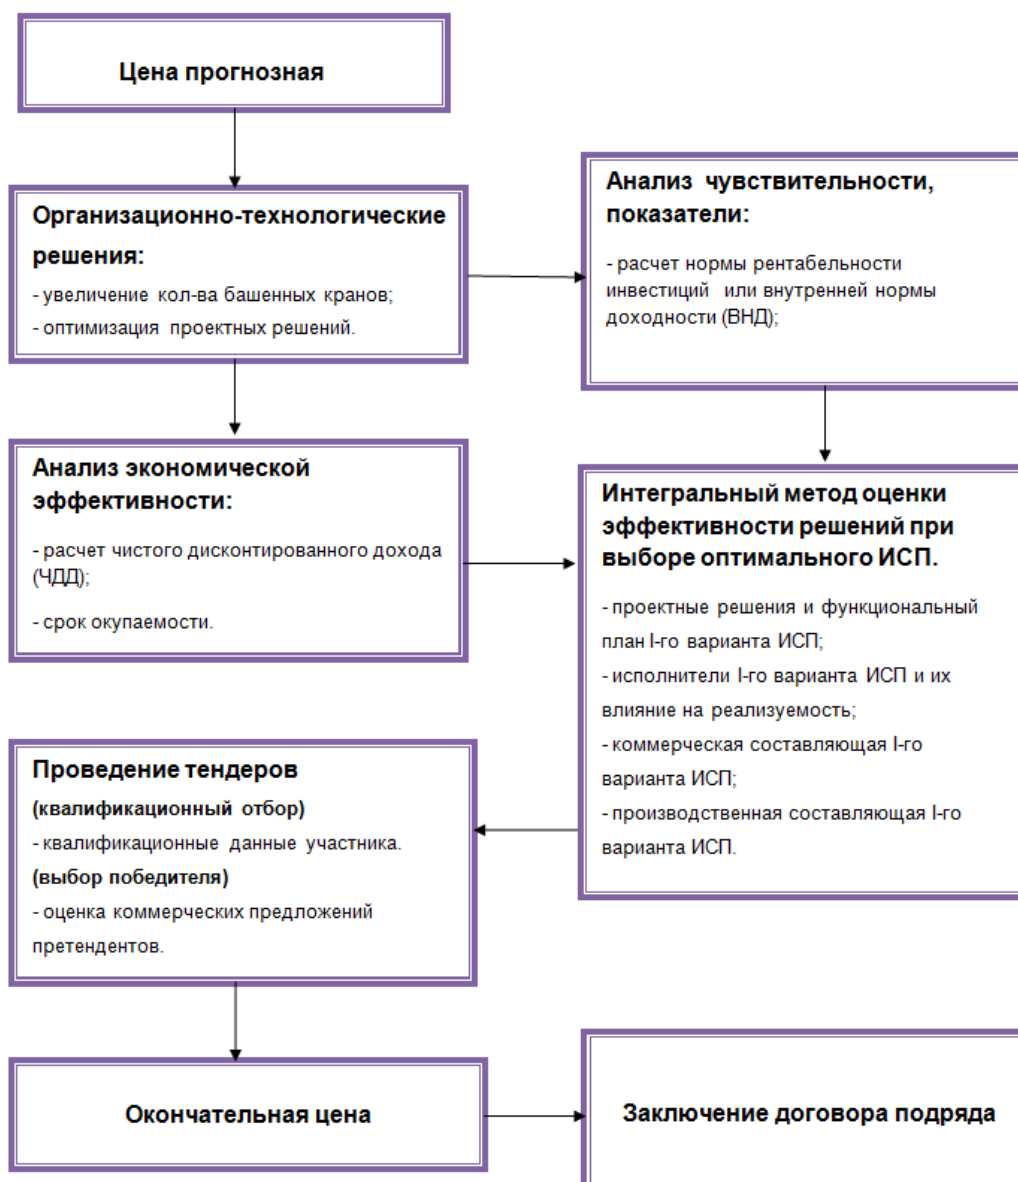 Цена прогнозная
Организационно-технологические
решения:
- увеличение кол-ва башенных кранов;
- оптимизация проектных решений.
Анализ чувствительности,
показатели:
- расчет нормы рентабельности
инвестиций или внутренней нормы
доходности (ВНД);
Анализ экономической
эффективности:
- расчет чистого дисконтированного дохода
(ЧДД);
- срок окупаемости.
Интегральный метод оценки
эффективности решений при
выборе оптимального ИСП.
- проектные решения и функциональный
план I-го варианта ИСП;
- исполнители I-го варианта ИСП и их
влияние на реализуемость;
- коммерческая составляющая I-го
варианта ИСП;
- производственная составляющая I-го
варианта ИСП.
Проведение тендеров
(квалификационный отбор)
- квалификационные данные участника.
(выбор победителя)
- оценка коммерческих предложений
претендентов.
Окончательная цена
Заключение договора подряда